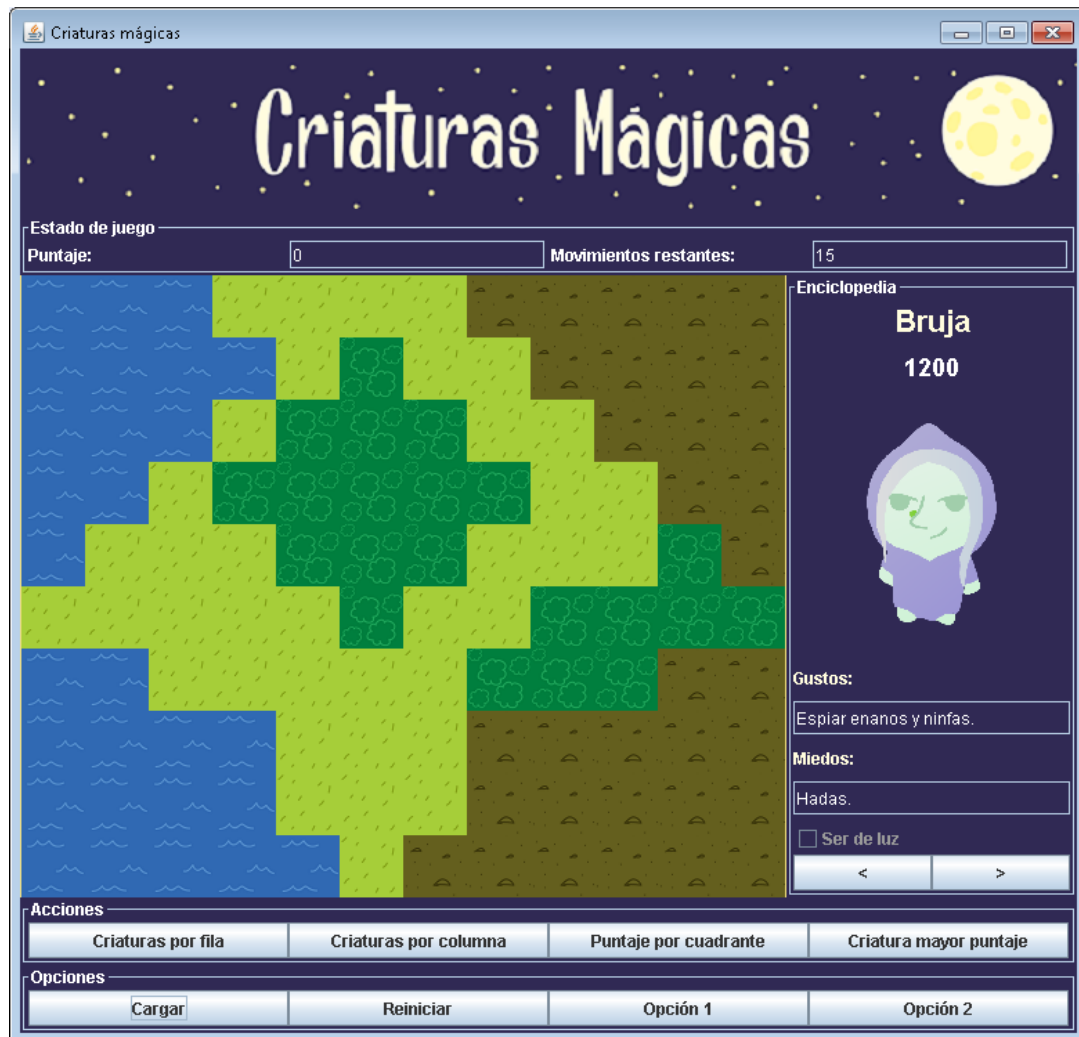 Criaturas mágicas
Criaturas Mágicas
Estado de juego
Puntaje: 0 Movimientos restantes: 15
Enciclopedia
Bruja
1200
Gustos:
Espiar enanos y ninfas.
Miedos:
Hadas.
Ser de luz
< >
Acciones
Criaturas por fila Criaturas por columna Puntaje por cuadrante Criatura mayor puntaje
Opciones
Cargar Reiniciar Opción 1 Opción 2